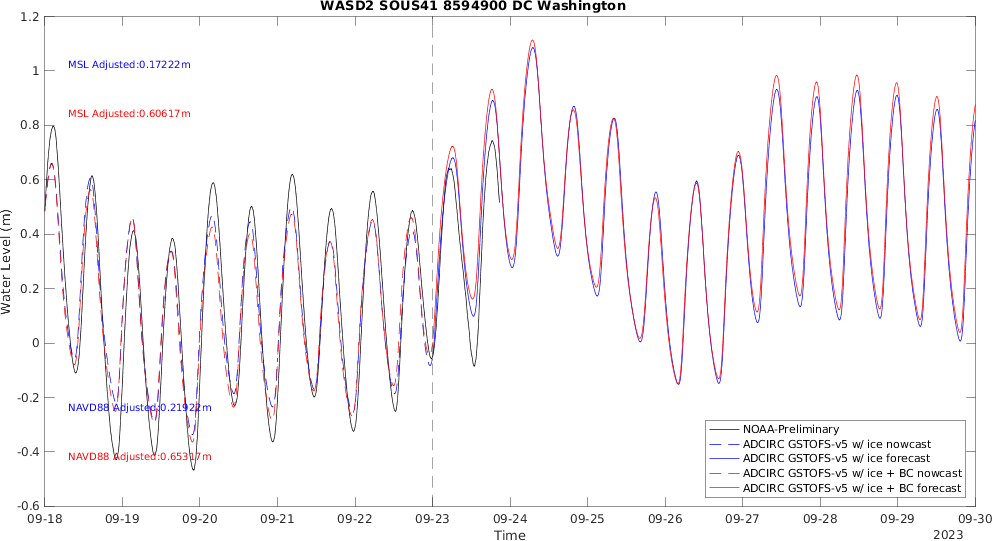 WASD2 SOUS41 8594900 DC Washington
1.2
1
0.8
0.6
0.4
0.2
0
-0.2
-0.4
-0.6
Water Level (m)
MSL Adjusted:0.17222m
MSL Adjusted:0.60617m
NAVD88 Adjusted:0.21922m
NAVD88 Adjusted:0.65317m
NOAA-Preliminary
ADCIRC GSTOFS-v5 w/ ice nowcast
ADCIRC GSTOFS-v5 w/ ice forecast
ADCIRC GSTOFS-v5 w/ ice + BC nowcast
ADCIRC GSTOFS-v5 w/ ice + BC forecast
09-18 09-19 09-20 09-21 09-22 09-23 09-24 09-25 09-26 09-27 09-28 09-29 09-30
Time
2023